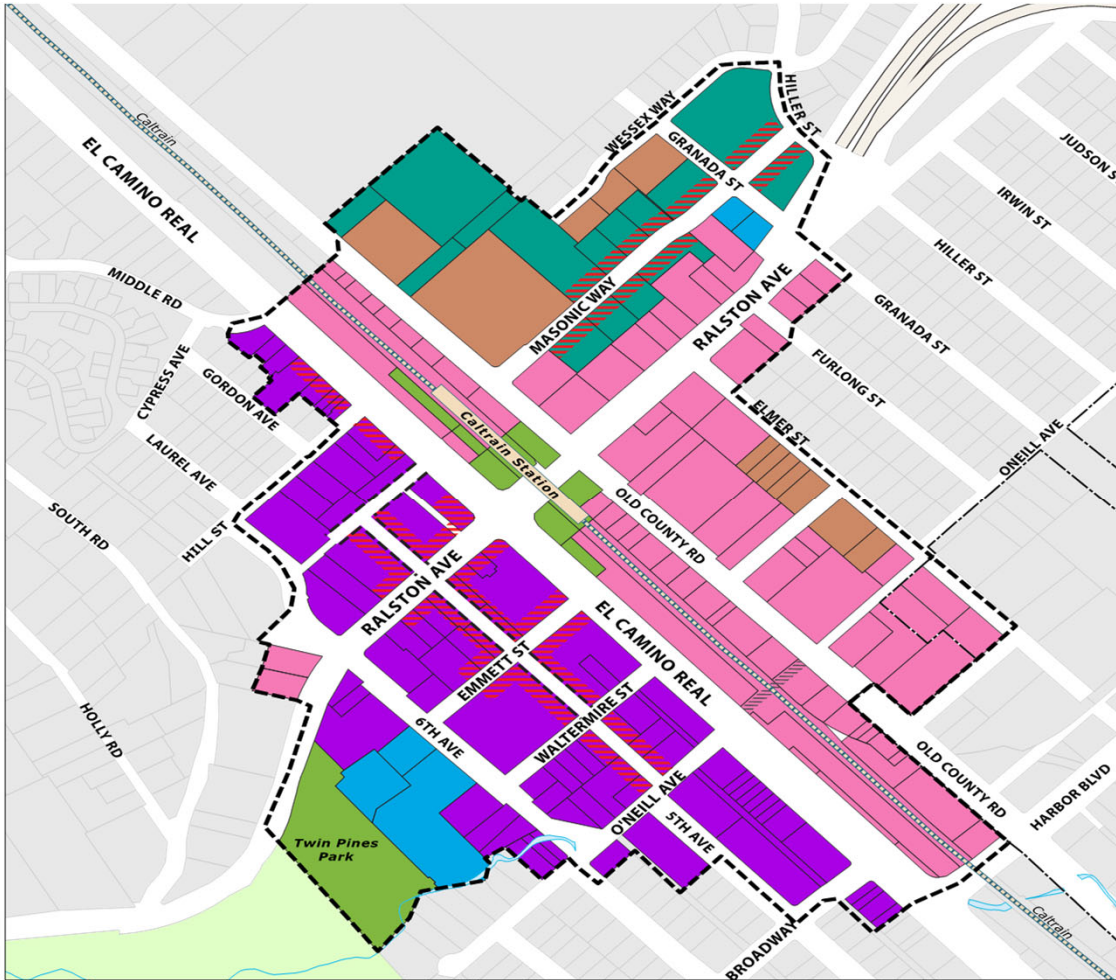 WESSEX WAY
HILLER ST
Caltrain
GRANADA ST
JUDSON S
EL CAMINO REAL
IRWIN ST
HILLER ST
MIDDLE RD
MASONIC WAY
RALSTON AVE
GRANADA ST
CYPRESS AVE
GORDON AVE
FURLONG ST
LAUREL AVE
Caltrain Station
ELMER ST
ONEILL AVE
SOUTH RD
HILL ST
OLD COUNTY RD
RALSTON AVE
EL CAMINO REAL
EMMETT ST
HOLLY RD
6TH AVE
WALTERMIRE ST
OLD COUNTY RD
HARBOR BLVD
O'NEILL AVE
5TH AVE
Twin Pines
Park
Caltrain
BROADWAY